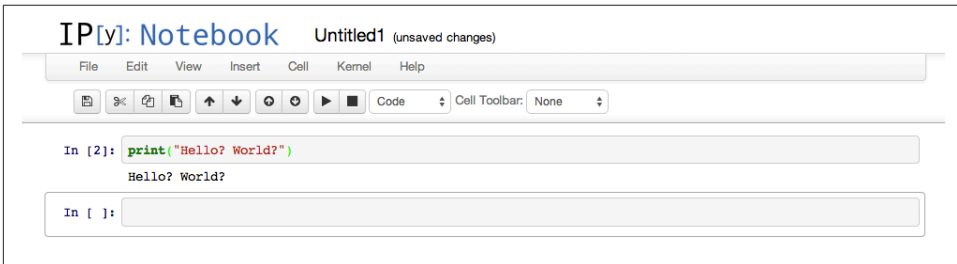 IP[y]: Notebook Untitled1 (unsaved changes)
File Edit View Insert Cell Kernel Help
Code Cell Toolbar: None
In [2]: print("Hello? World?")
Hello? World?
In [ ]: